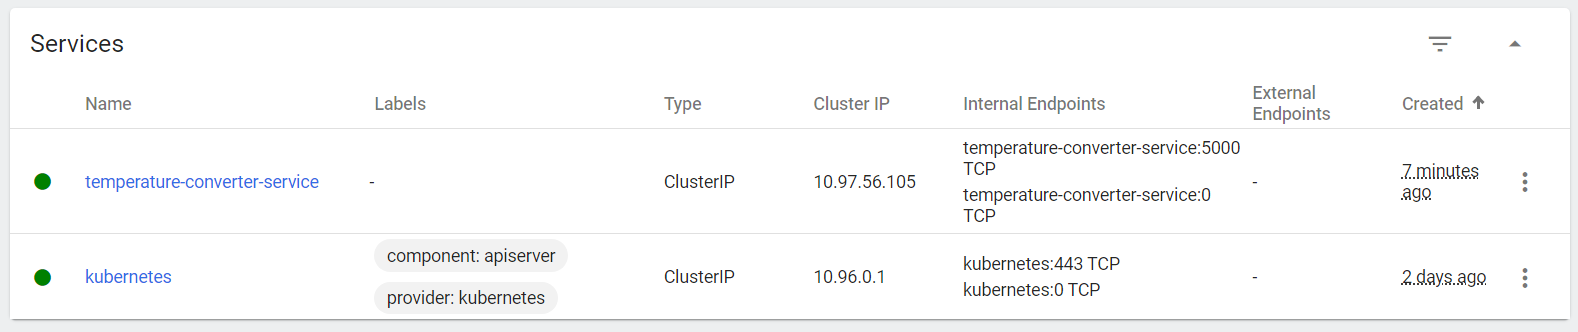 Services
Name
Labels
Type
Cluster IP
Internal Endpoints
External
Endpoints
Created
temperature-converter-service
-
ClusterIP
10.97.56.105
temperature-converter-service:5000
TCP
temperature-converter-service:0
TCP
-
7 minutes
ago
kubernetes
component: apiserver
provider: kubernetes
ClusterIP
10.96.0.1
kubernetes:443 TCP
kubernetes:0 TCP
-
2 days ago